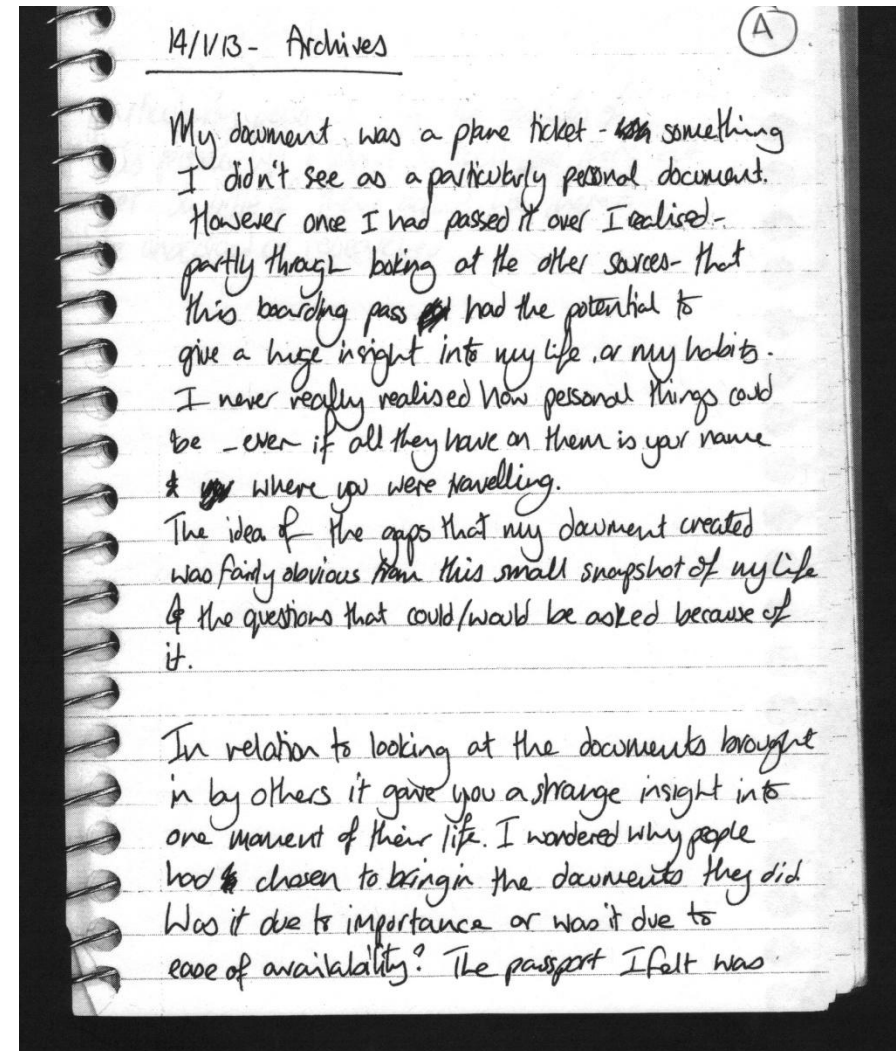 14/1/13 - Archives
A
My document was a plane ticket - something
I didn't see as a particularly personal document.
However once I had passed it over I realised -
partly through looking at the other sources - that
this boarding pass had the potential to
give a huge insight into my life, or my habits.
I never really realised how personal things could
be - even if all they have on them is your name
& where you were travelling.
The idea of the gaps that my document created
was fairly obvious from this small snapshot of my life
& the questions that could/would be asked because of
it.
In relation to looking at the documents brought
in by others it gave you a strange insight into
one moment of their life. I wondered why people
had chosen to bring in the documents they did
Was it due to importance or was it due to
ease of availability? The passport I felt was